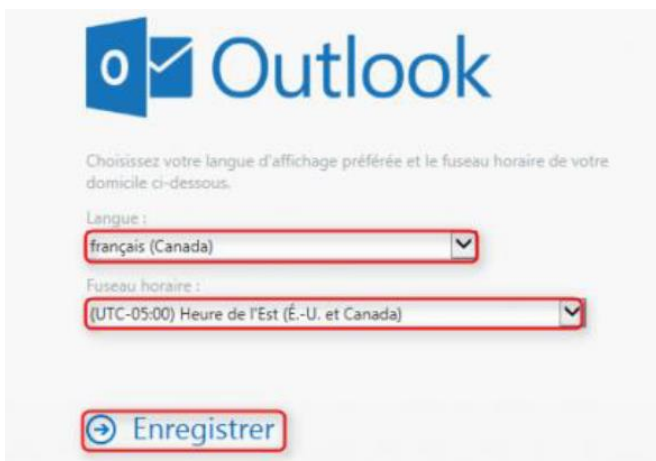 Outlook
Choisissez votre langue d'affichage préférée et le fuseau horaire de votre
domicile ci-dessous.
Langue :
français (Canada)
Fuseau horaire :
(UTC-05:00) Heure de l'Est (É.-U. et Canada)
Enregistrer